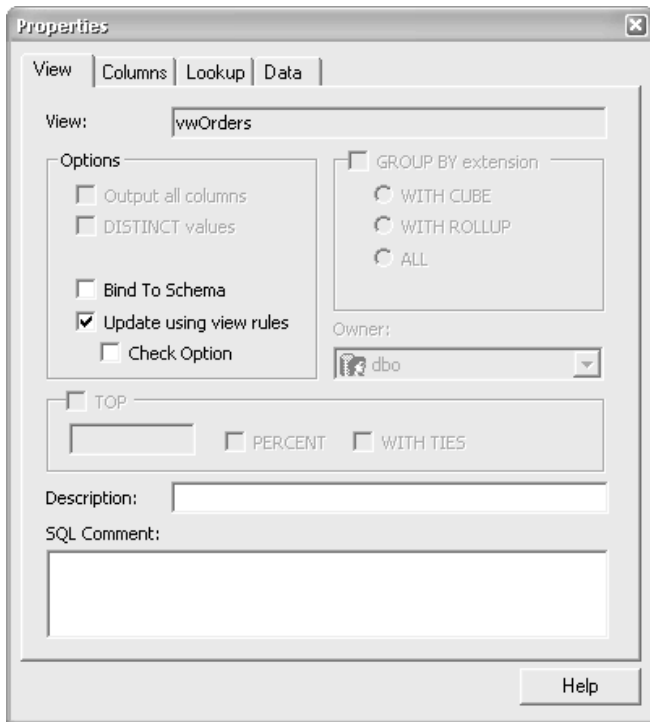 Properties
View Columns Lookup Data
View: vwOrders
Options
Output all columns
DISTINCT values
Bind To Schema
Update using view rules
Check Option
GROUP BY extension
WITH CUBE
WITH ROLLUP
ALL
Owner:
dbo
TOP
PERCENT WITH TIES
Description:
SQL Comment:
Help